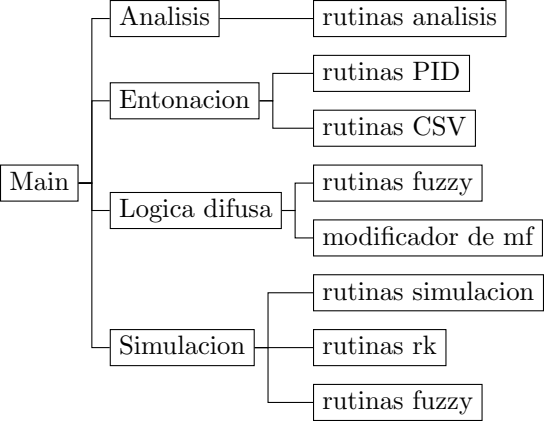 Main
Analisis
rutinas analisis
Entonacion
rutinas PID
rutinas CSV
Logica difusa
rutinas fuzzy
modificador de mf
Simulacion
rutinas simulacion
rutinas rk
rutinas fuzzy